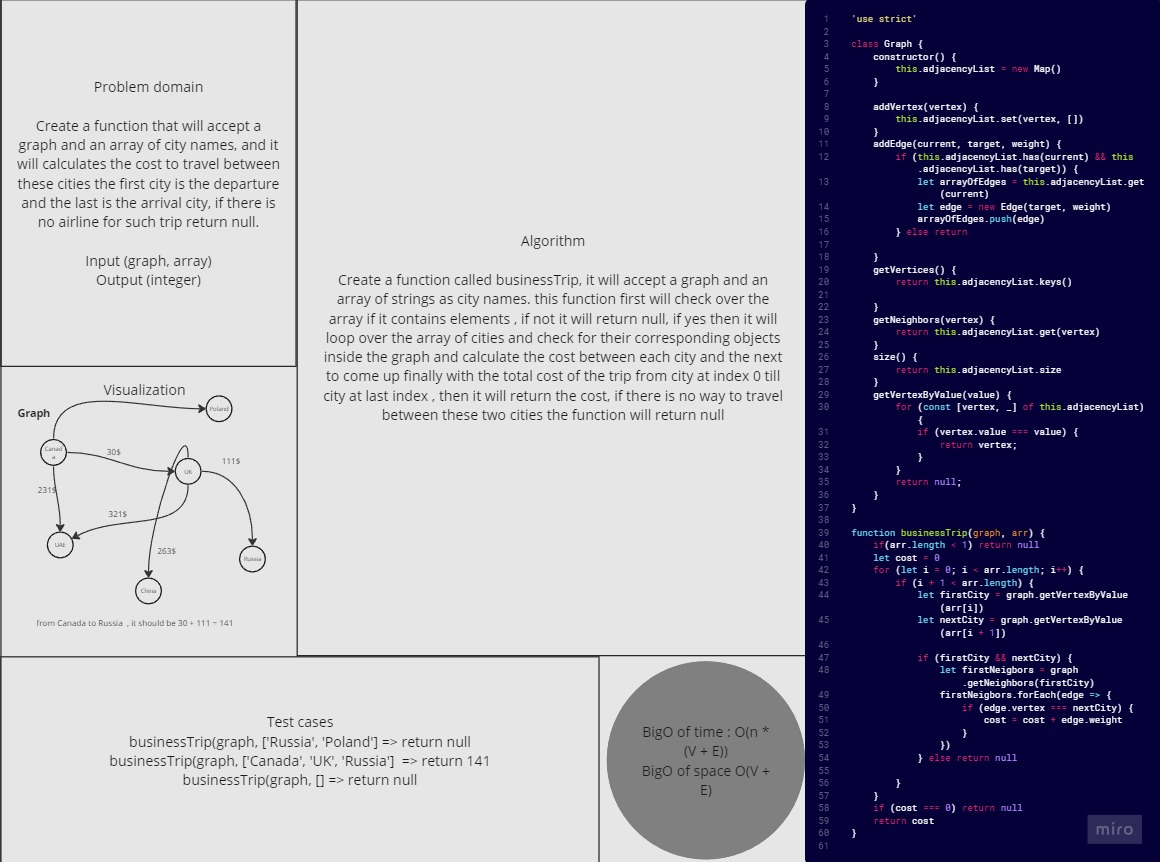 Problem domain
Create a function that will accept a
graph and an array of city names, and it
will calculates the cost to travel between
these cities the first city is the departure
and the last is the arrival city, if there is
no airline for such trip return null.
Input (graph, array)
Output (integer)
Visualization
Graph
Poland
Canad
a
30$
UK
111$
231$
321$
UAE
263$
Russia
China
from Canada to Russia , it should be 30 + 111 = 141
Algorithm
Create a function called businessTrip, it will accept a graph and an
array of strings as city names. this function first will check over the
array if it contains elements , if not it will return null, if yes then it will
loop over the array of cities and check for their corresponding objects
inside the graph and calculate the cost between each city and the next
to come up finally with the total cost of the trip from city at index 0 till
city at last index , then it will return the cost, if there is no way to travel
between these two cities the function will return null
Test cases
businessTrip(graph, ['Russia', 'Poland'] => return null
businessTrip(graph, ['Canada', 'UK', 'Russia']  => return 141
businessTrip(graph, [] => return null
BigO of time : O(n *
(V + E))
BigO of space O(V +
E)
1 'use strict'
2
3 class Graph {
4 constructor() {
5 this.adjacencyList = new Map()
6 }
7
8 addVertex(vertex) {
9 this.adjacencyList.set(vertex, [])
10 }
11 addEdge(current, target, weight) {
12 if (this.adjacencyList.has(current) && this
.adjacencyList.has(target)) {
13 let arrayOfEdges = this.adjacencyList.get
(current)
14 let edge = new Edge(target, weight)
15 arrayOfEdges.push(edge)
16 } else return
17
18 }
19 getVertices() {
20 return this.adjacencyList.keys()
21
22 }
23 getNeighbors(vertex) {
24 return this.adjacencyList.get(vertex)
25 }
26 size() {
27 return this.adjacencyList.size
28 }
29 getVertexByValue(value) {
30 for (const [vertex, _] of this.adjacencyList)
{
31 if (vertex.value === value) {
32 return vertex;
33 }
34 }
35 return null;
36 }
37 }
38
39 function businessTrip(graph, arr) {
40 if(arr.length < 1) return null
41 let cost = 0
42 for (let i = 0; i < arr.length; i++) {
43 if (i + 1 < arr.length) {
44 let firstCity = graph.getVertexByValue
(arr[i])
45 let nextCity = graph.getVertexByValue
(arr[i + 1])
46
47 if (firstCity && nextCity) {
48 let firstNeigbors = graph
.getNeighbors(firstCity)
49 firstNeigbors.forEach(edge => {
50 if (edge.vertex === nextCity) {
51 cost = cost + edge.weight
52 }
53 })
54 } else return null
55
56 }
57 }
58 if (cost === 0) return null
59 return cost
60 }
61
miro